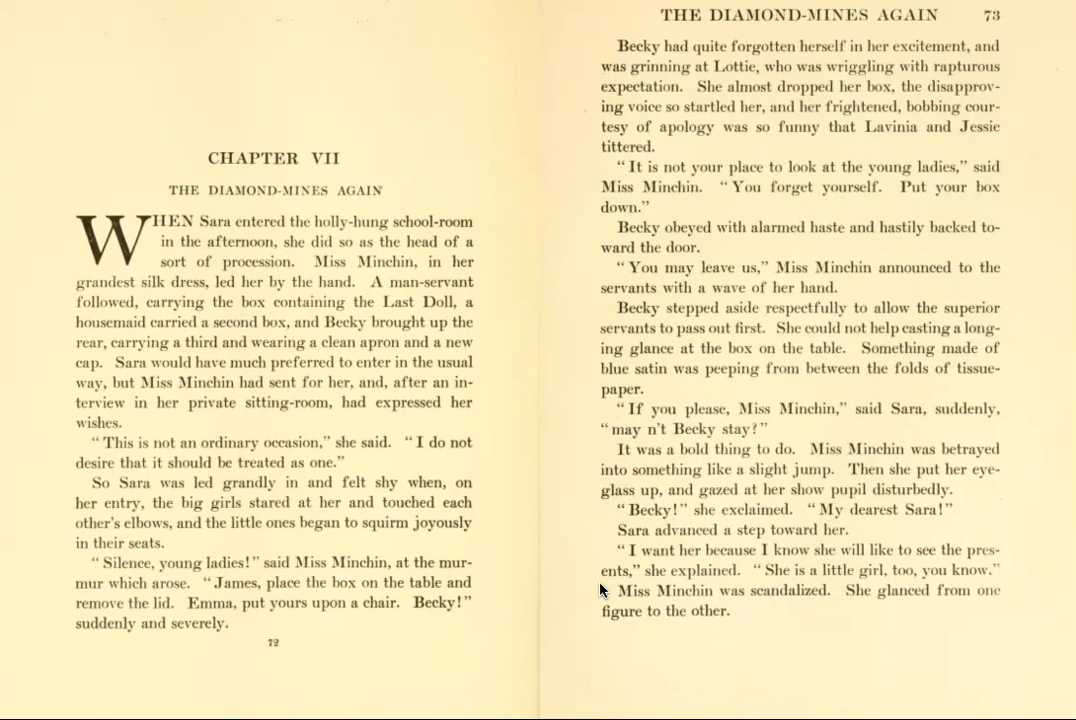 CHAPTER VII
THE DIAMOND-MINES AGAIN
WHEN Sara entered the holly-hung school-room
in the afternoon, she did so as the head of a
sort of procession. Miss Minchin, in her
grandest silk dress, led her by the hand. A man-servant
followed, carrying the box containing the Last Doll, a
housemaid carried a second box, and Becky brought up the
rear, carrying a third and wearing a clean apron and a new
cap. Sara would have much preferred to enter in the usual
way, but Miss Minchin had sent for her, and, after an in-
terview in her private sitting-room, had expressed her
wishes.
"This is not an ordinary occasion," she said. "I do not
desire that it should be treated as one."
So Sara was led grandly in and felt shy when, on
her entry, the big girls stared at her and touched each
other's elbows, and the little ones began to squirm joyously
in their seats.
"Silence, young ladies!" said Miss Minchin, at the mur-
mur which arose. "James, place the box on the table and
remove the lid. Emma, put yours upon a chair. Becky!"
suddenly and severely.
72
THE DIAMOND-MINES AGAIN 73
Becky had quite forgotten herself in her excitement, and
was grinning at Lottie, who was wriggling with rapturous
expectation. She almost dropped her box, the disapprov-
ing voice so startled her, and her frightened, bobbing cour-
tesy of apology was so funny that Lavinia and Jessie
tittered.
"It is not your place to look at the young ladies," said
Miss Minchin. "You forget yourself. Put your box
down."
Becky obeyed with alarmed haste and hastily backed to-
ward the door.
"You may leave us," Miss Minchin announced to the
servants with a wave of her hand.
Becky stepped aside respectfully to allow the superior
servants to pass out first. She could not help casting a long-
ing glance at the box on the table. Something made of
blue satin was peeping from between the folds of tissue-
paper.
"If you please, Miss Minchin," said Sara, suddenly,
"may n't Becky stay?"
It was a bold thing to do. Miss Minchin was betrayed
into something like a slight jump. Then she put her eye-
glass up, and gazed at her show pupil disturbedly.
"Becky!" she exclaimed. "My dearest Sara!"
Sara advanced a step toward her.
"I want her because I know she will like to see the pres-
ents," she explained. "She is a little girl, too, you know."
Miss Minchin was scandalized. She glanced from one
figure to the other.